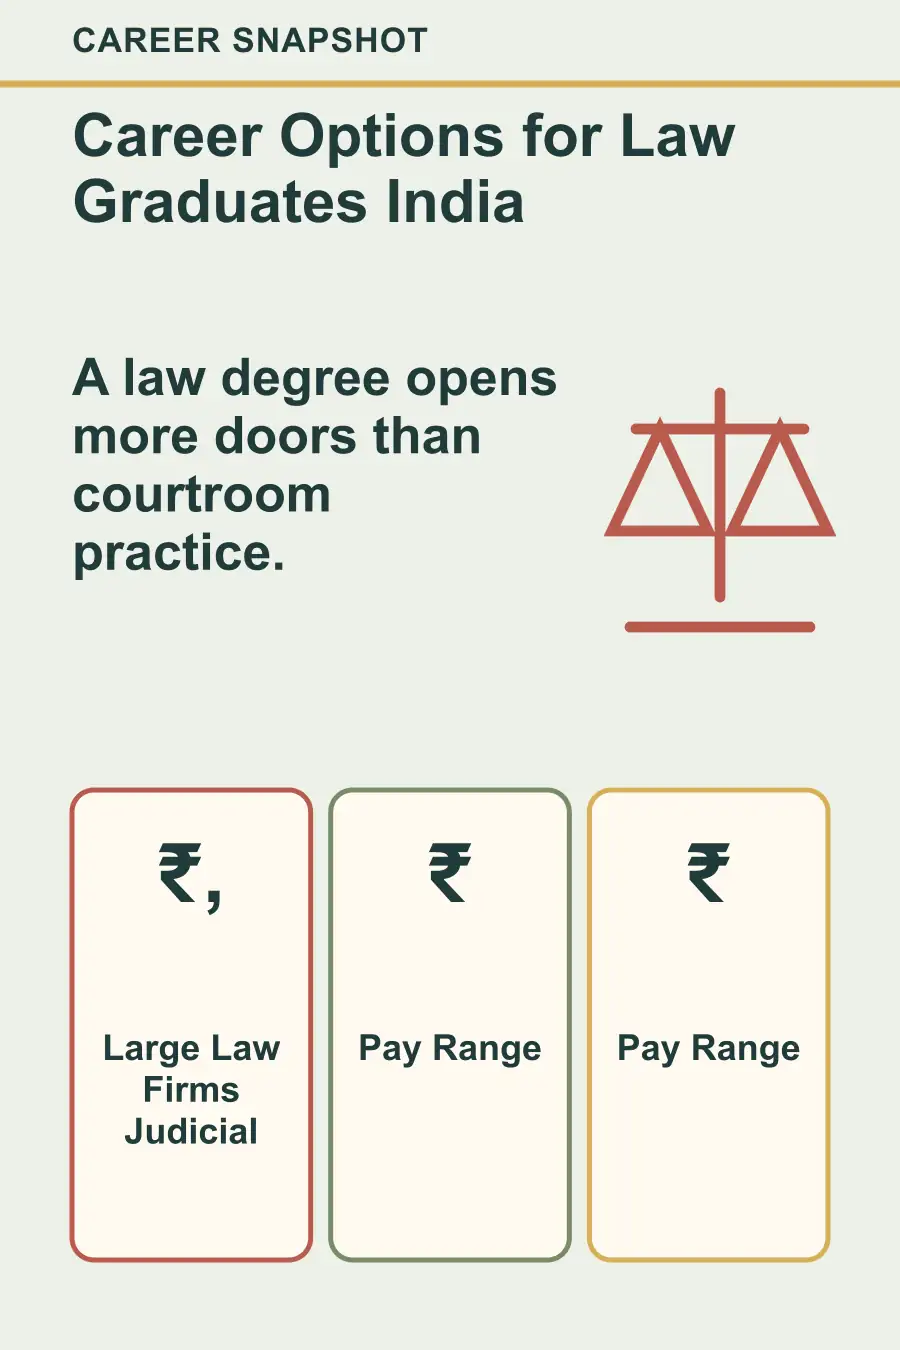 CAREER SNAPSHOT
Career Options for Law
Graduates India
A law degree opens
more doors than
courtroom
practice.
₹,
Large Law
Firms
Judicial
₹
Pay Range
₹
Pay Range